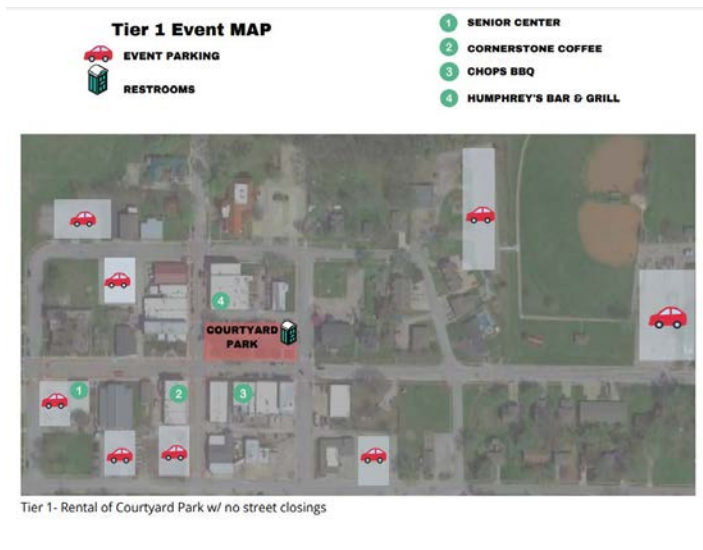 Tier 1 Event MAP
EVENT PARKING
RESTROOMS
1 SENIOR CENTER
2 CORNERSTONE COFFEE
3 CHOPS BBQ
4 HUMPHREY'S BAR & GRILL
4
COURTYARD
PARK
1
2
3
Tier 1- Rental of Courtyard Park w/ no street closings